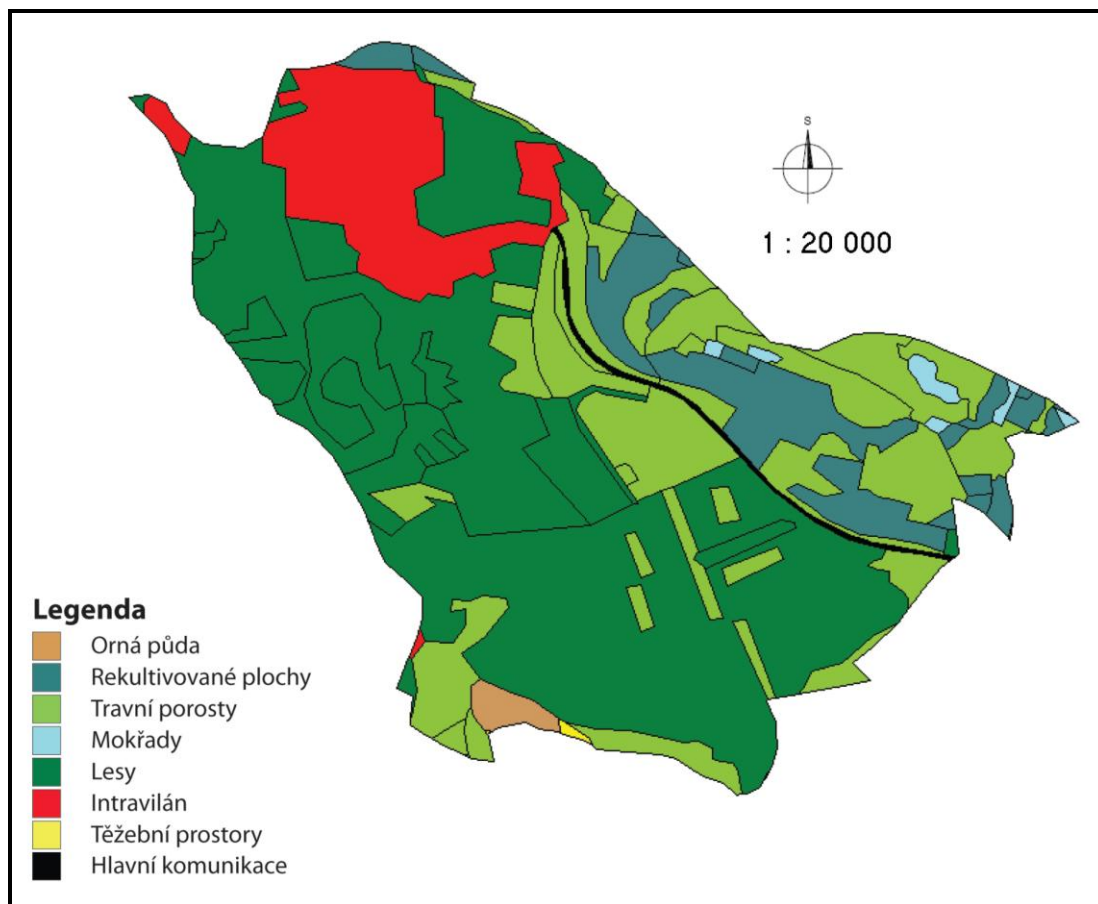 S
1 : 20 000
Legenda
Orná půda
Rekultivované plochy
Travní porosty
Mokřady
Lesy
Intravilán
Těžební prostory
Hlavní komunikace